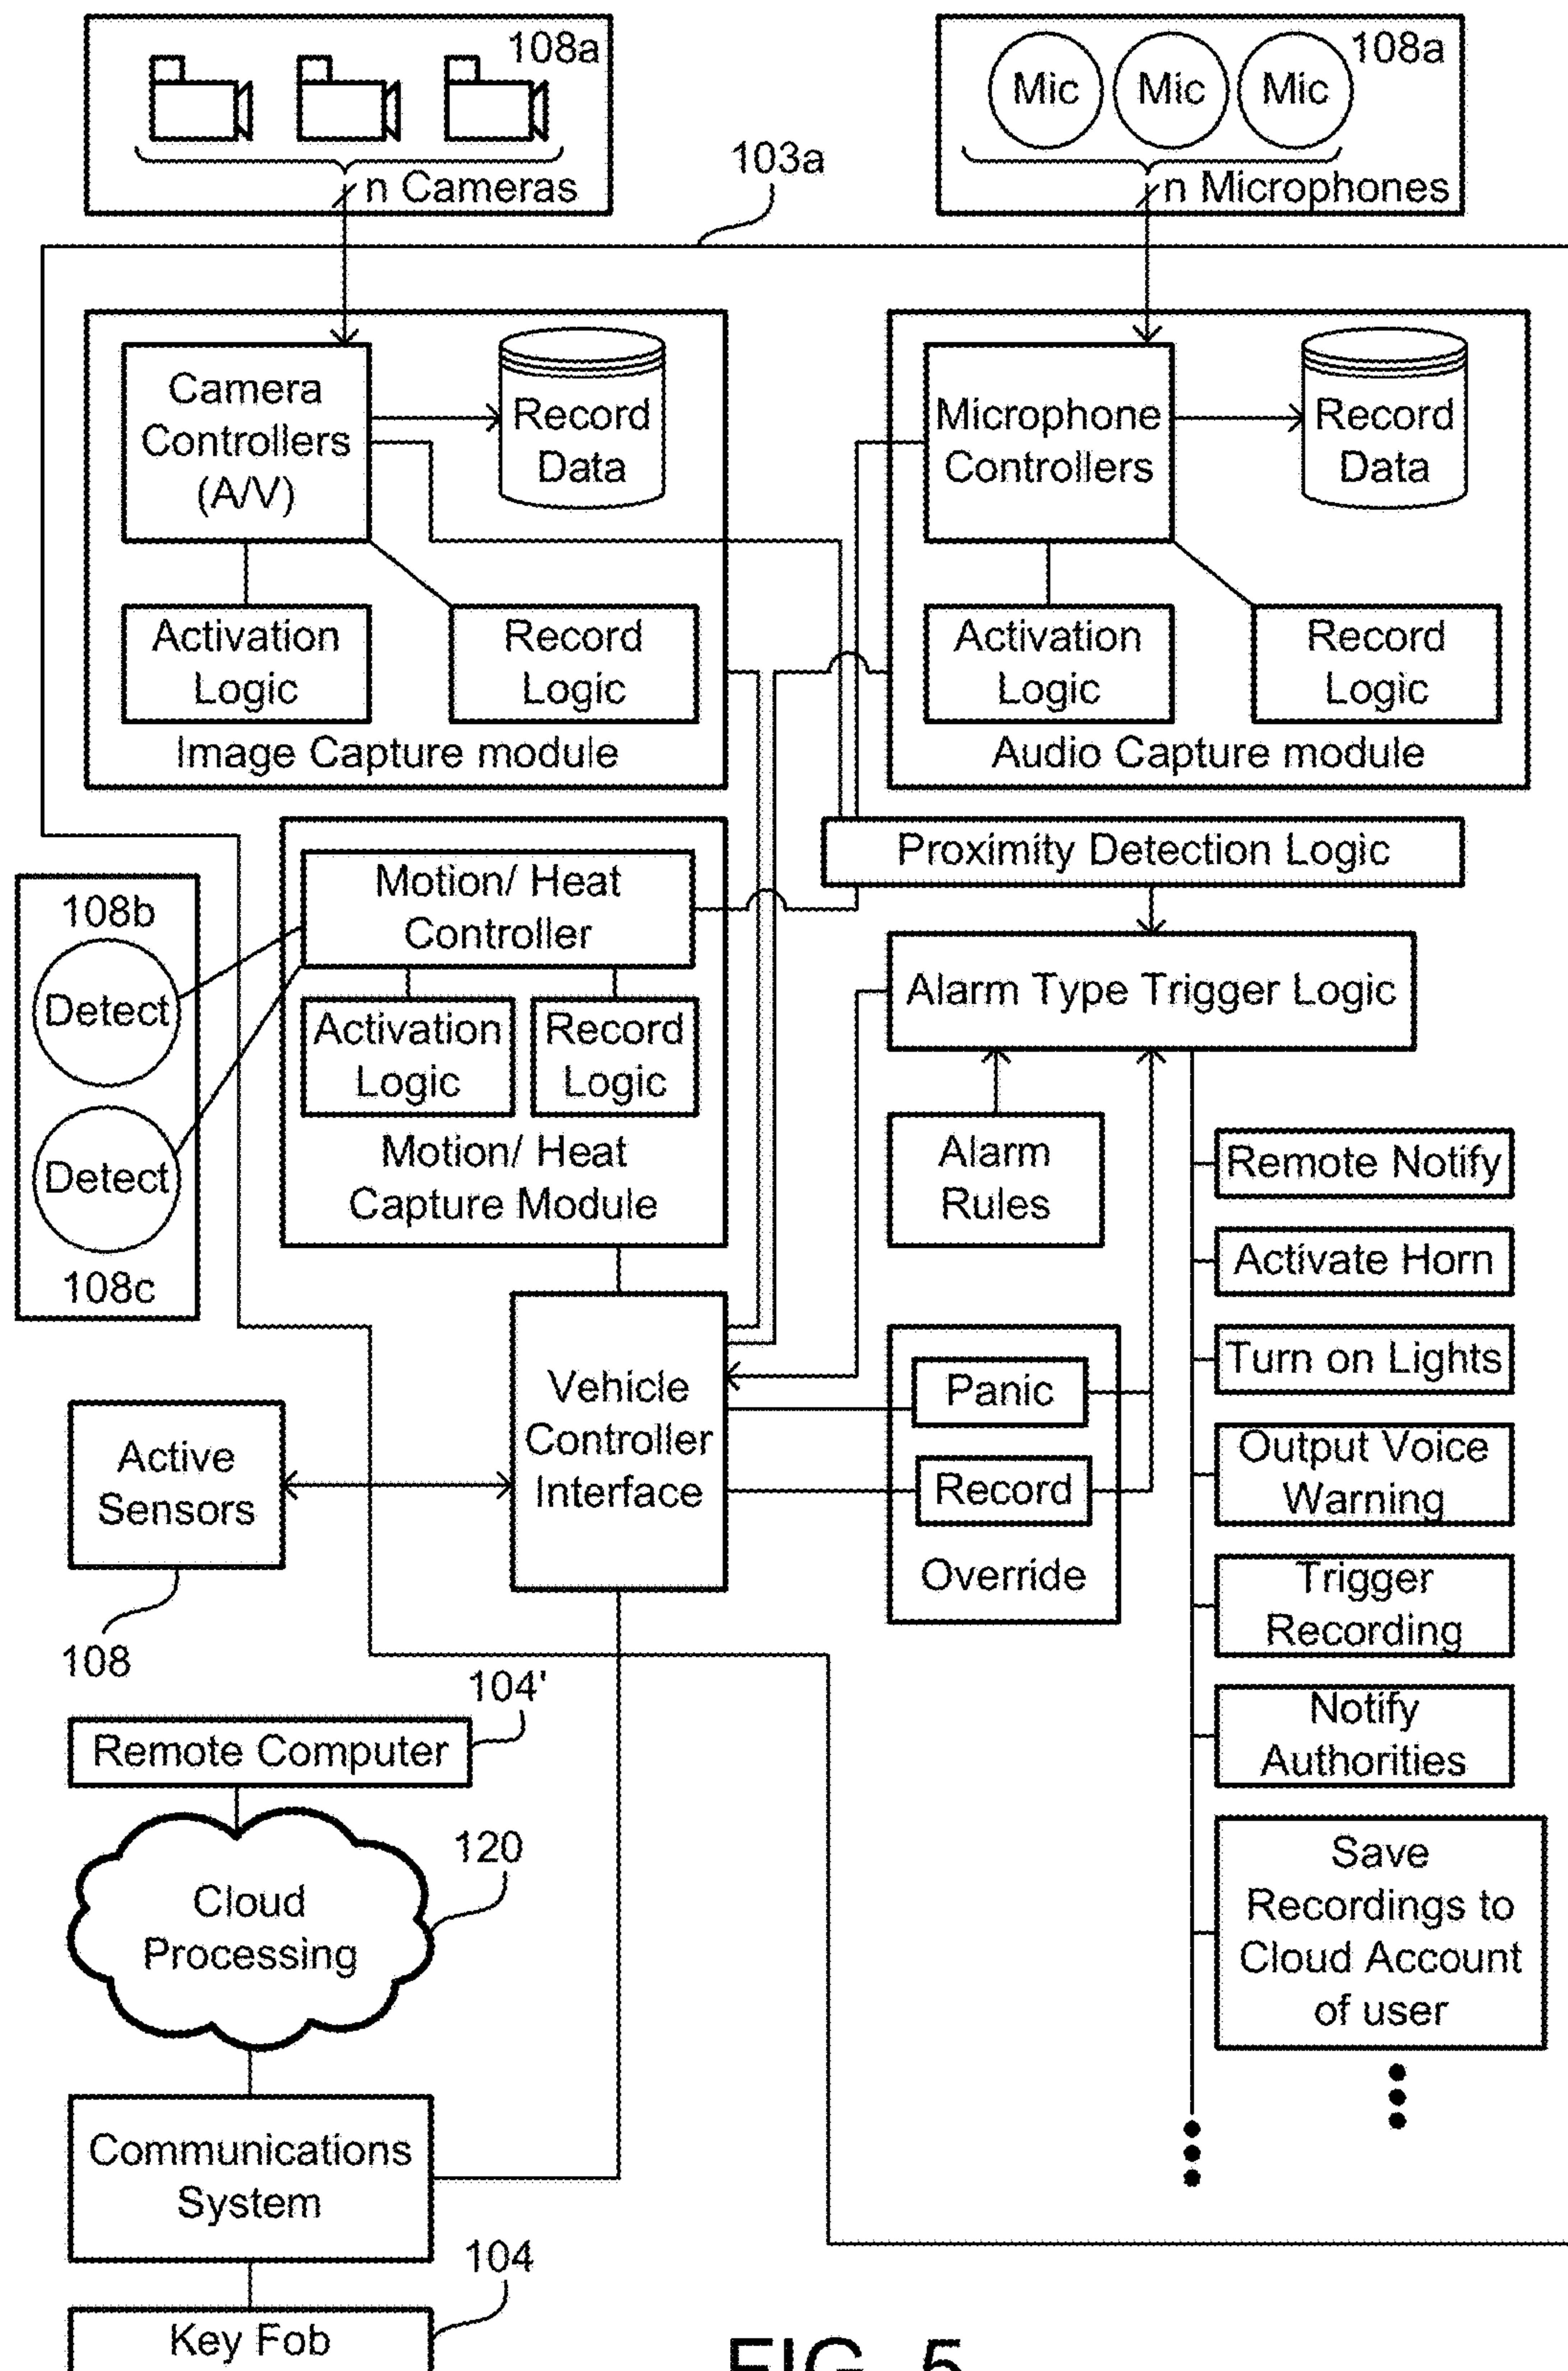 108a
n Cameras
Mic
Mic
Mic
108a
n Microphones
103a
Camera
Controllers
(A/V)
Record
Data
Activation
Logic
Record
Logic
Image Capture module
Microphone
Controllers
Record
Data
Activation
Logic
Record
Logic
Audio Capture module
Proximity Detection Logic
Motion/ Heat
Controller
Activation
Logic
Record
Logic
Motion/ Heat
Capture Module
108b
Detect
Detect
108c
Alarm Type Trigger Logic
Alarm
Rules
Remote Notify
Activate Horn
Turn on Lights
Output Voice
Warning
Trigger
Recording
Notify
Authorities
Save
Recordings to
Cloud Account
of user
Vehicle
Controller
Interface
Panic
Record
Override
Active
Sensors
108
104'
Remote Computer
120
Cloud
Processing
Communications
System
104
Key Fob
FIG. 5